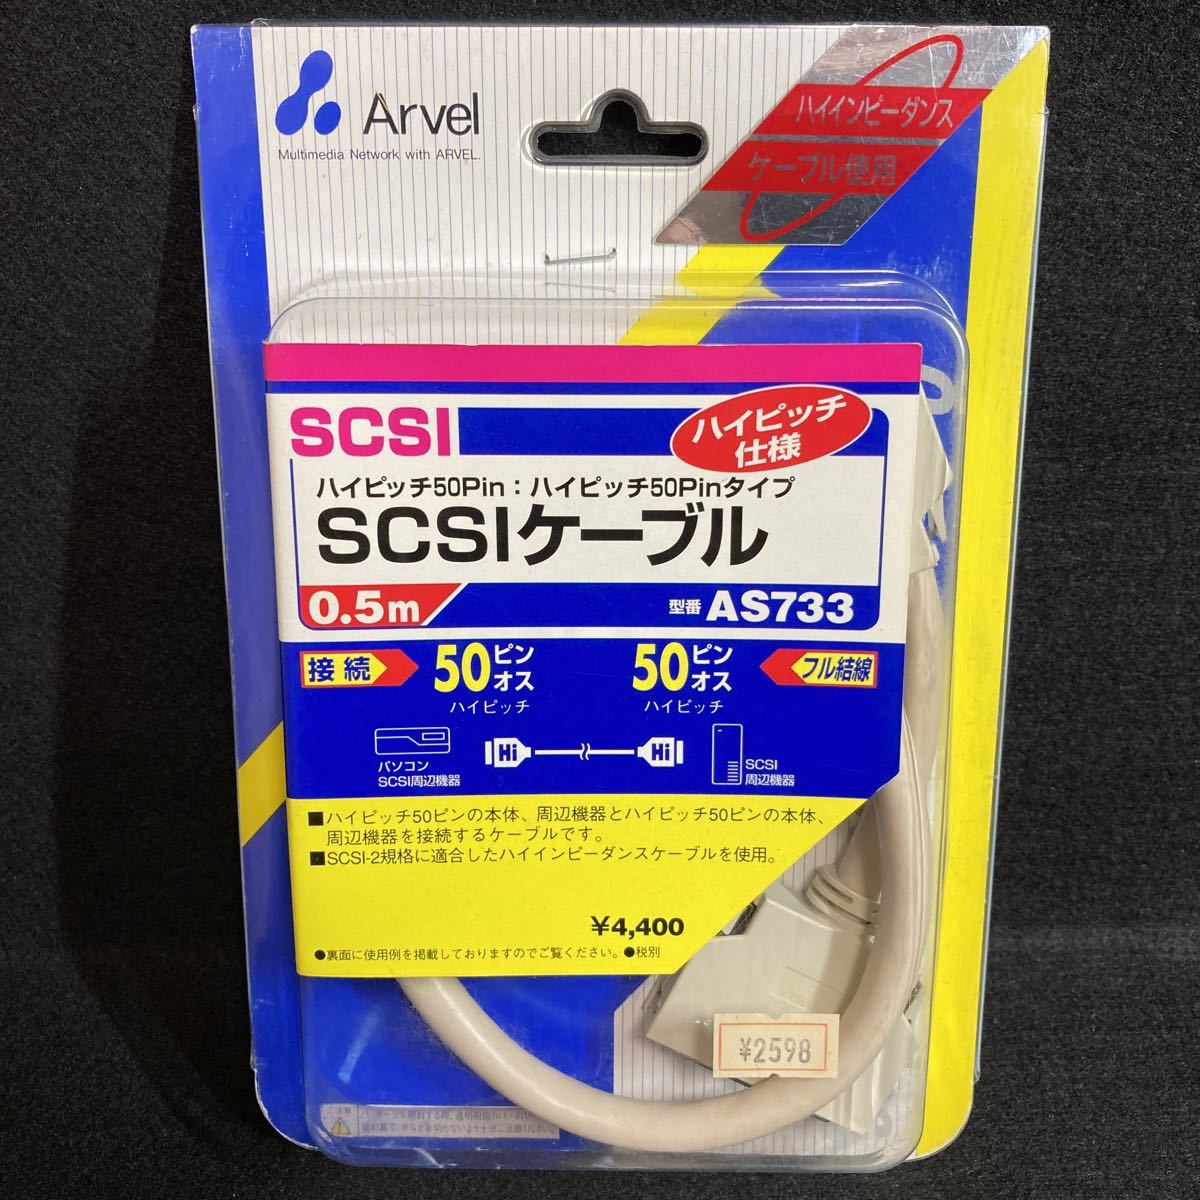 Arvel
Multimedia Network with ARVEL.
ハイインピーダンス
ケーブル使用
SCSI
ハイピッチ
仕様
ハイピッチ50Pin：ハイピッチ50Pinタイプ
SCSIケーブル
0.5m
型番 AS733
接続
50ピンオス
ハイピッチ
50ピンオス
ハイピッチ
フル結線
パソコン
SCSI周辺機器
Hi
Hi
SCSI
周辺機器
■ハイピッチ50ピンの本体、周辺機器とハイピッチ50ピンの本体、
周辺機器を接続するケーブルです。
■SCSI-2規格に適合したハイインピーダンスケーブルを使用。
¥4,400
●裏面に使用例を掲載しておりますのでご覧ください。●税別
¥2598